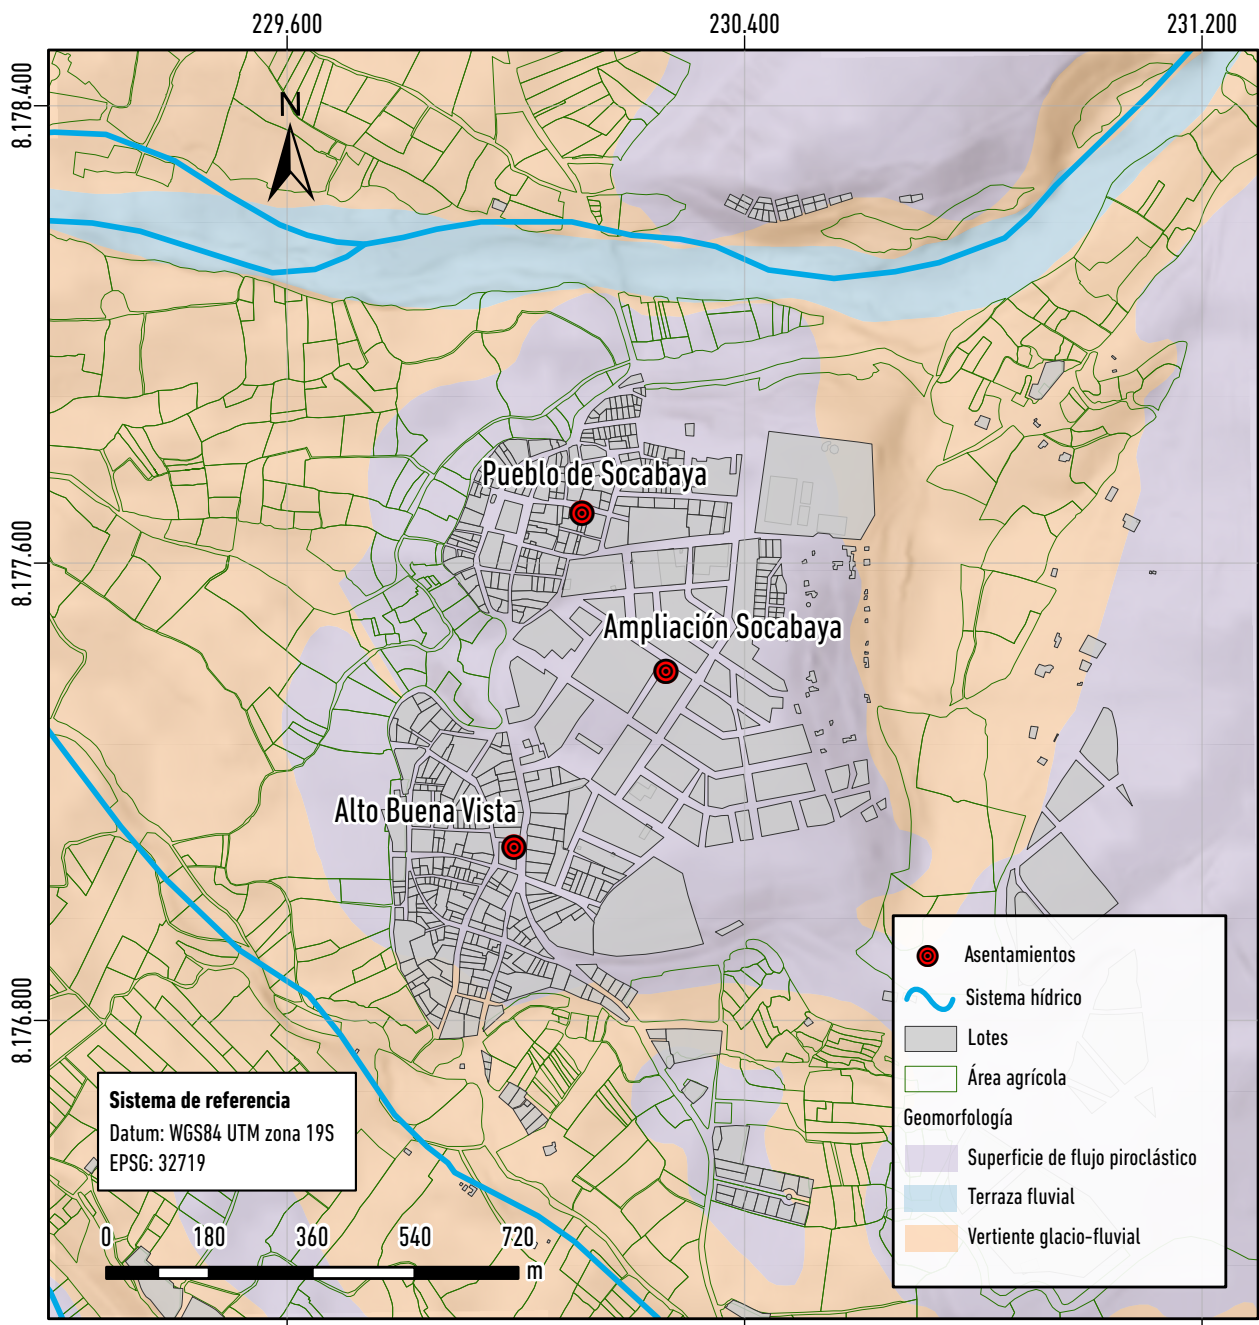 229.600
230.400
231.200
8.178.400
N
Pueblo de Socabaya
8.177.600
Ampliación Socabaya
Alto Buena Vista
8.176.800
Asentamientos
Sistema hídrico
Lotes
Área agrícola
Geomorfología
Superficie de flujo piroclástico
Terraza fluvial
Vertiente glacio-fluvial
Sistema de referencia
Datum: WGS84 UTM zona 19S
EPSG: 32719
0 180 360 540 720
m